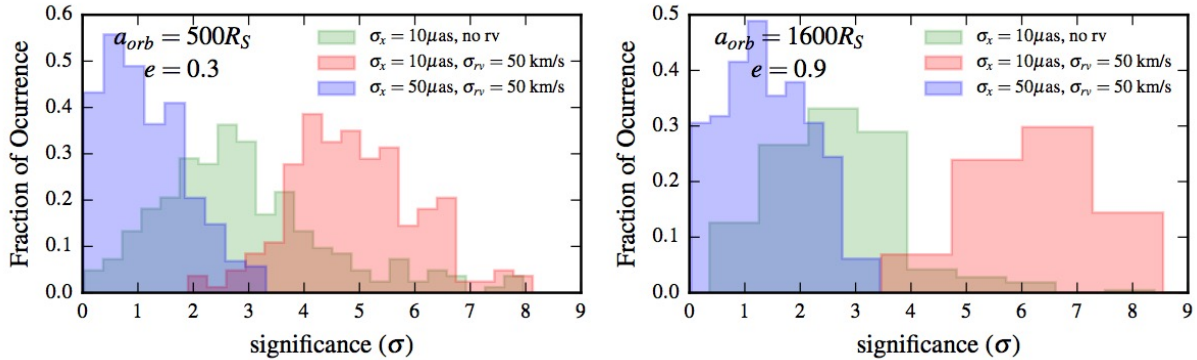 a_orb = 500R_S
e = 0.3
σ_x = 10μas, no rv
σ_x = 10μas, σ_rv = 50 km/s
σ_x = 50μas, σ_rv = 50 km/s
Fraction of Ocurrence
0.6
0.5
0.4
0.3
0.2
0.1
0.0
0 1 2 3 4 5 6 7 8 9
significance (σ)
a_orb = 1600R_S
e = 0.9
σ_x = 10μas, no rv
σ_x = 10μas, σ_rv = 50 km/s
σ_x = 50μas, σ_rv = 50 km/s
Fraction of Ocurrence
0.5
0.4
0.3
0.2
0.1
0.0
0 1 2 3 4 5 6 7 8 9
significance (σ)